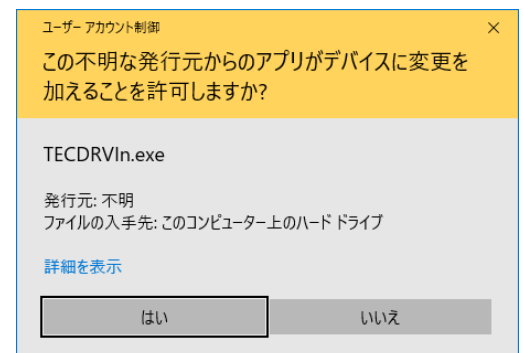 ユーザー アカウント制御
この不明な発行元からのアプリがデバイスに変更を
加えることを許可しますか?
TECDRVIn.exe
発行元: 不明
ファイルの入手先: このコンピューター上のハード ドライブ
詳細を表示
はい
いいえ